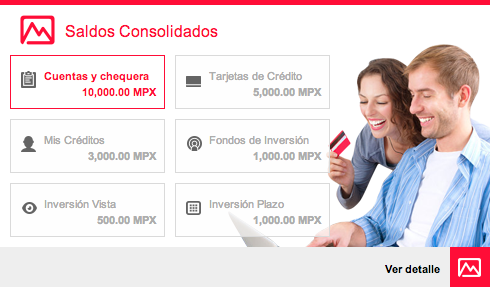 Saldos Consolidados
Cuentas y chequera
10,000.00 MPX
Tarjetas de Crédito
5,000.00 MPX
Mis Créditos
3,000.00 MPX
Fondos de Inversión
1,000.00 MPX
Inversión Vista
500.00 MPX
Inversión Plazo
1,000.00 MPX
Ver detalle